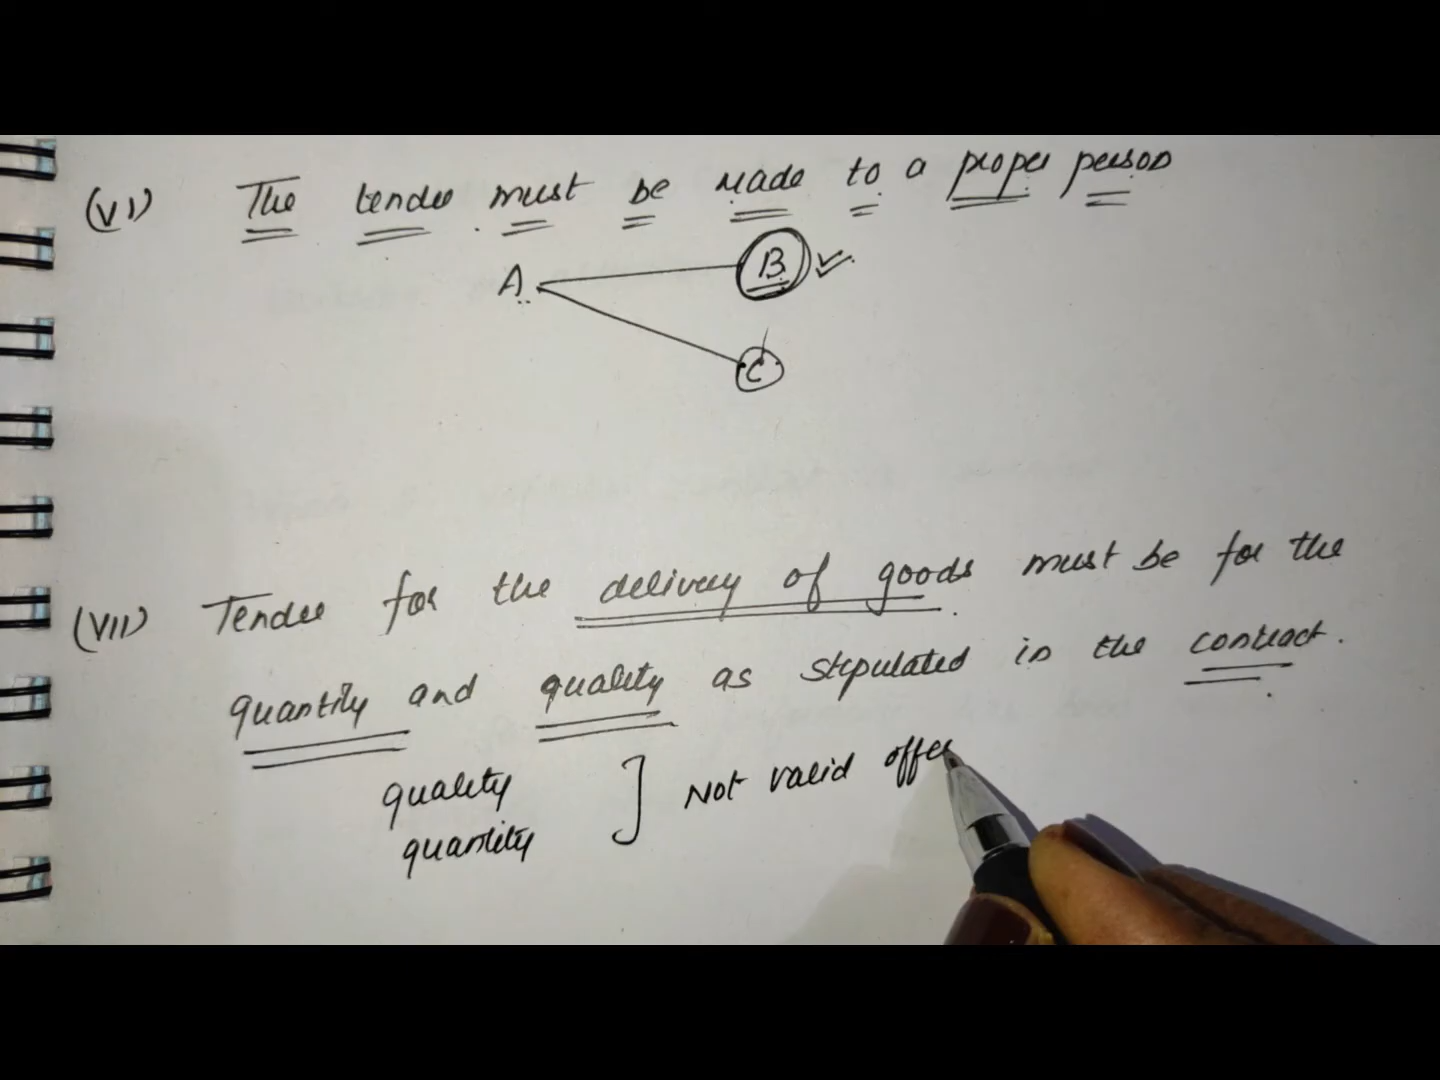 (VI) The tender must be made to a proper person
A B
C
(VII) Tender for the delivery of goods must be for the
quantity and quality as stipulated in the contract.
quality
quantity ] Not valid offe